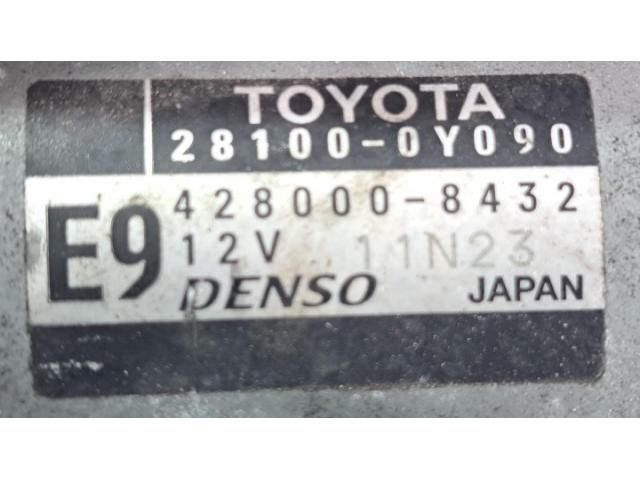 TOYOTA
28100-0Y090
E9
428000-8432
12V 11N23
DENSO JAPAN